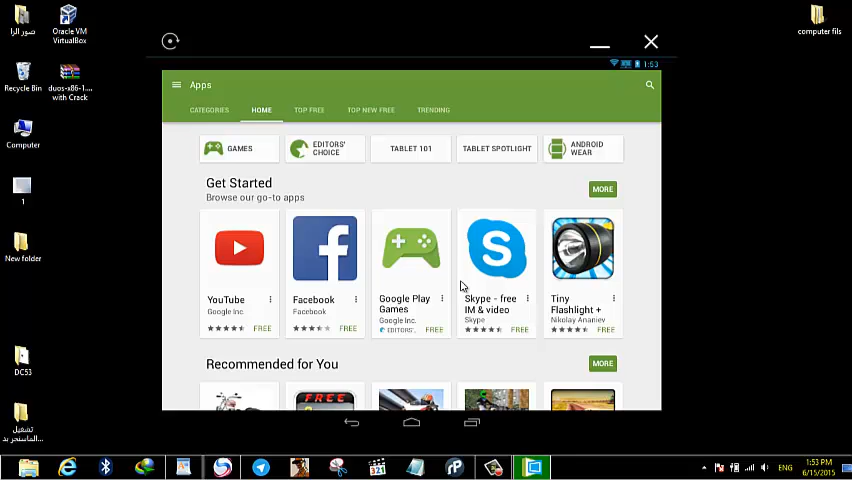 صور الرا
Oracle VM
VirtualBox
computer fils
Recycle Bin
duos-x86-1....
with Crack
Computer
1
New folder
DC53
تشغيل
الماسنجر بد...
1:53
Apps
CATEGORIES
HOME
TOP FREE
TOP NEW FREE
TRENDING
GAMES
EDITORS'
CHOICE
TABLET 101
TABLET SPOTLIGHT
ANDROID
WEAR
Get Started
Browse our go-to apps
MORE
YouTube
Google Inc.
FREE
Facebook
Facebook
FREE
Google Play
Games
Google Inc.
EDITORS'
FREE
Skype - free
IM & video
Skype
FREE
Tiny
Flashlight +
Nikolay Ananiev
FREE
Recommended for You
MORE
FREE
321
ENG
1:53 PM
6/15/2015